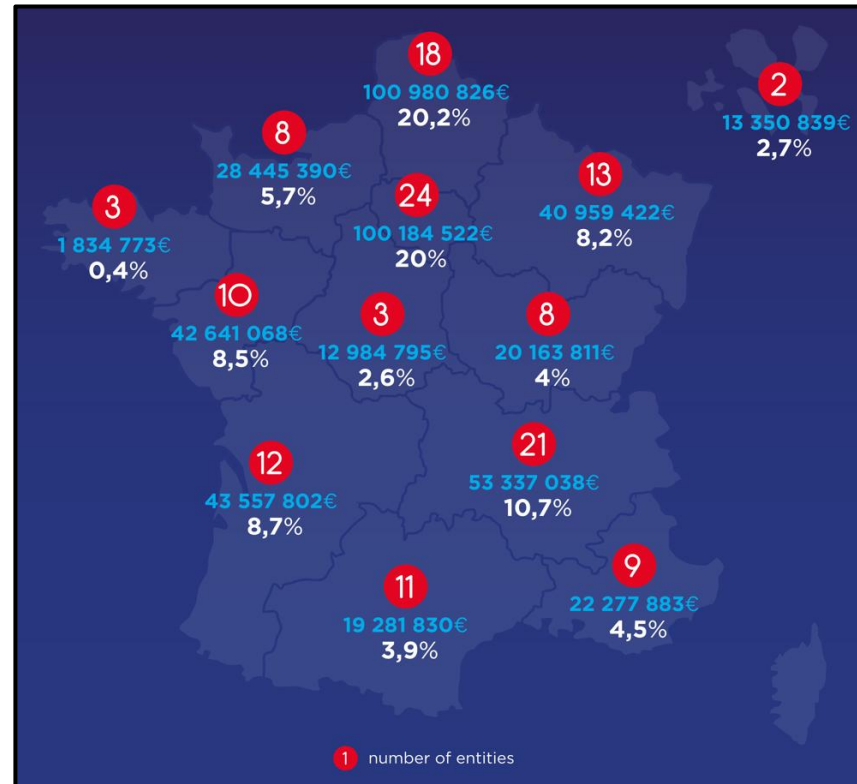 18
100 980 826€
20,2%
2
13 350 839€
2,7%
8
28 445 390€
5,7%
13
40 959 422€
8,2%
24
100 184 522€
20%
3
1 834 773€
0,4%
10
42 641 068€
8,5%
3
12 984 795€
2,6%
8
20 163 811€
4%
21
53 337 038€
10,7%
12
43 557 802€
8,7%
9
22 277 883€
4,5%
11
19 281 830€
3,9%
1 number of entities